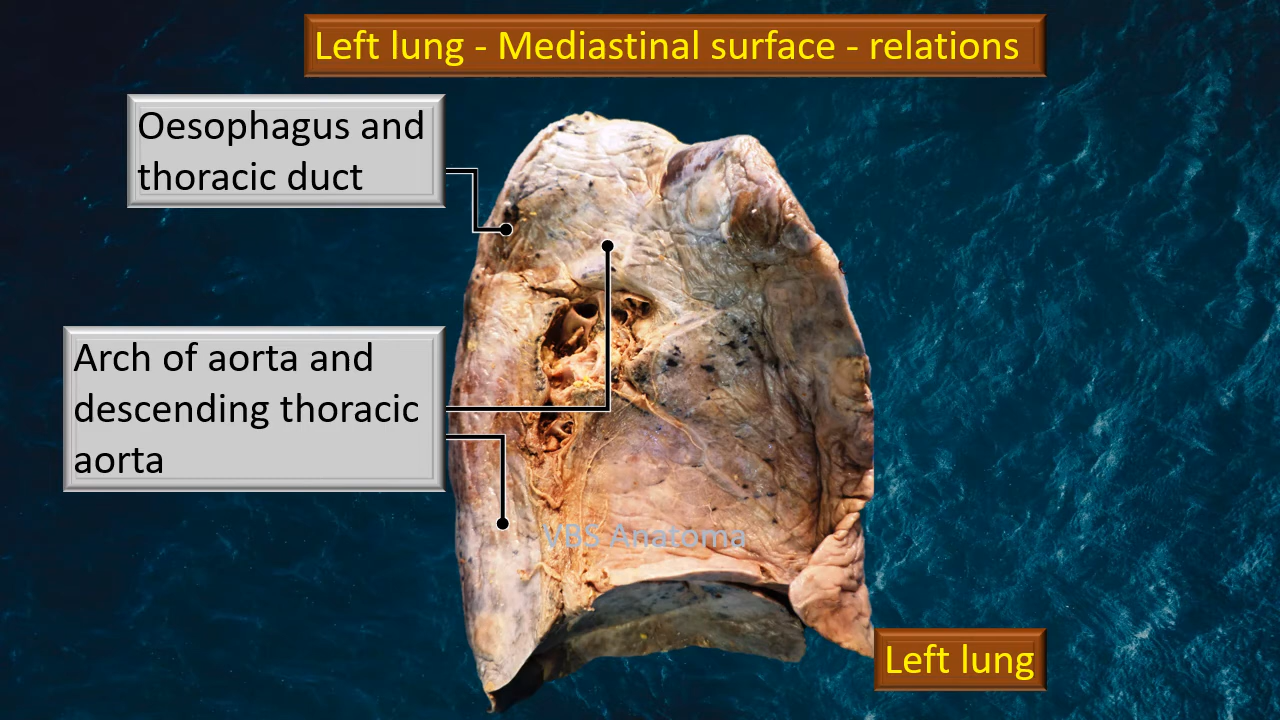 Left lung - Mediastinal surface - relations
Oesophagus and
thoracic duct
Arch of aorta and
descending thoracic
aorta
VBS Anatoma
Left lung